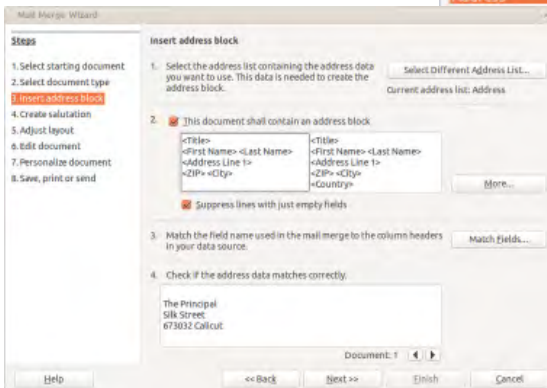 Address
Mail Merge Wizard
Steps
1. Select starting document
2. Select document type
3. Insert address block
4. Create salutation
5. Adjust layout
6. Edit document
7. Personalize document
8. Save, print or send
Insert address block
1. Select the address list containing the address data
you want to use. This data is needed to create the
address block.
Select Different Address List...
Current address list: Address
2. This document shall contain an address block
<Title>
<First Name> <Last Name>
<Address Line 1>
<ZIP> <City>
<Title>
<First Name> <Last Name>
<Address Line 1>
<ZIP> <City>
<Country>
More...
Suppress lines with just empty fields
3. Match the field name used in the mail merge to the column headers
in your data source.
Match Fields...
4. Check if the address data matches correctly.
The Principal
Silk Street
673032 Calicut
Document: 1
Help
<< Back
Next >>
Finish
Cancel